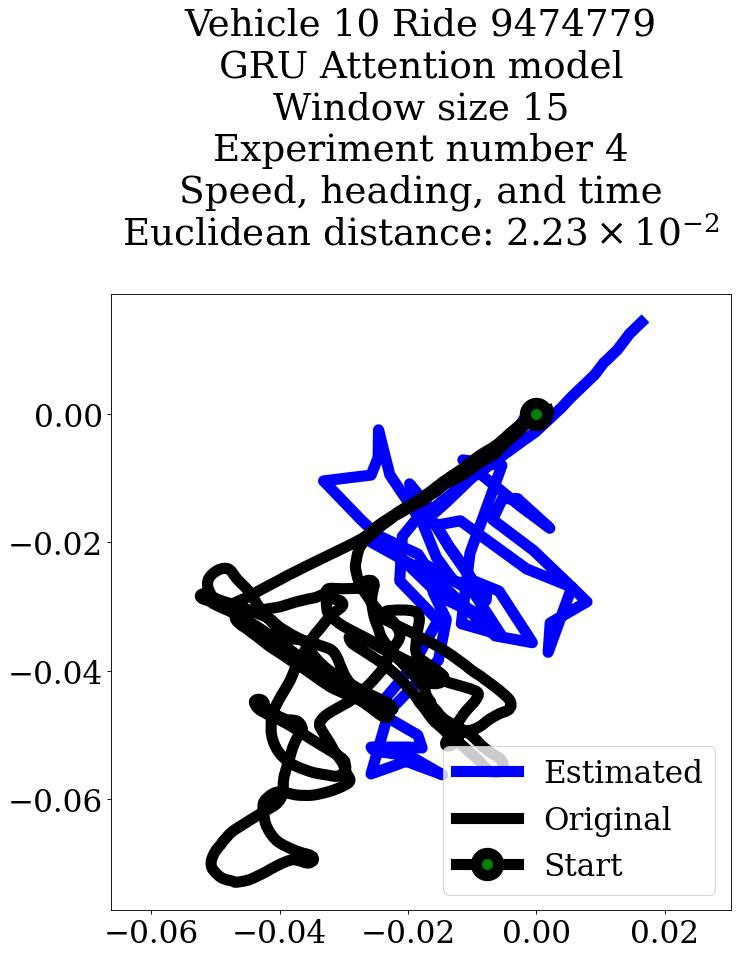 Vehicle 10 Ride 9474779
GRU Attention model
Window size 15
Experiment number 4
Speed, heading, and time
Euclidean distance: 2.23 × 10⁻²
0.00
−0.02
−0.04
−0.06
Estimated
Original
Start
−0.06 −0.04 −0.02 0.00 0.02